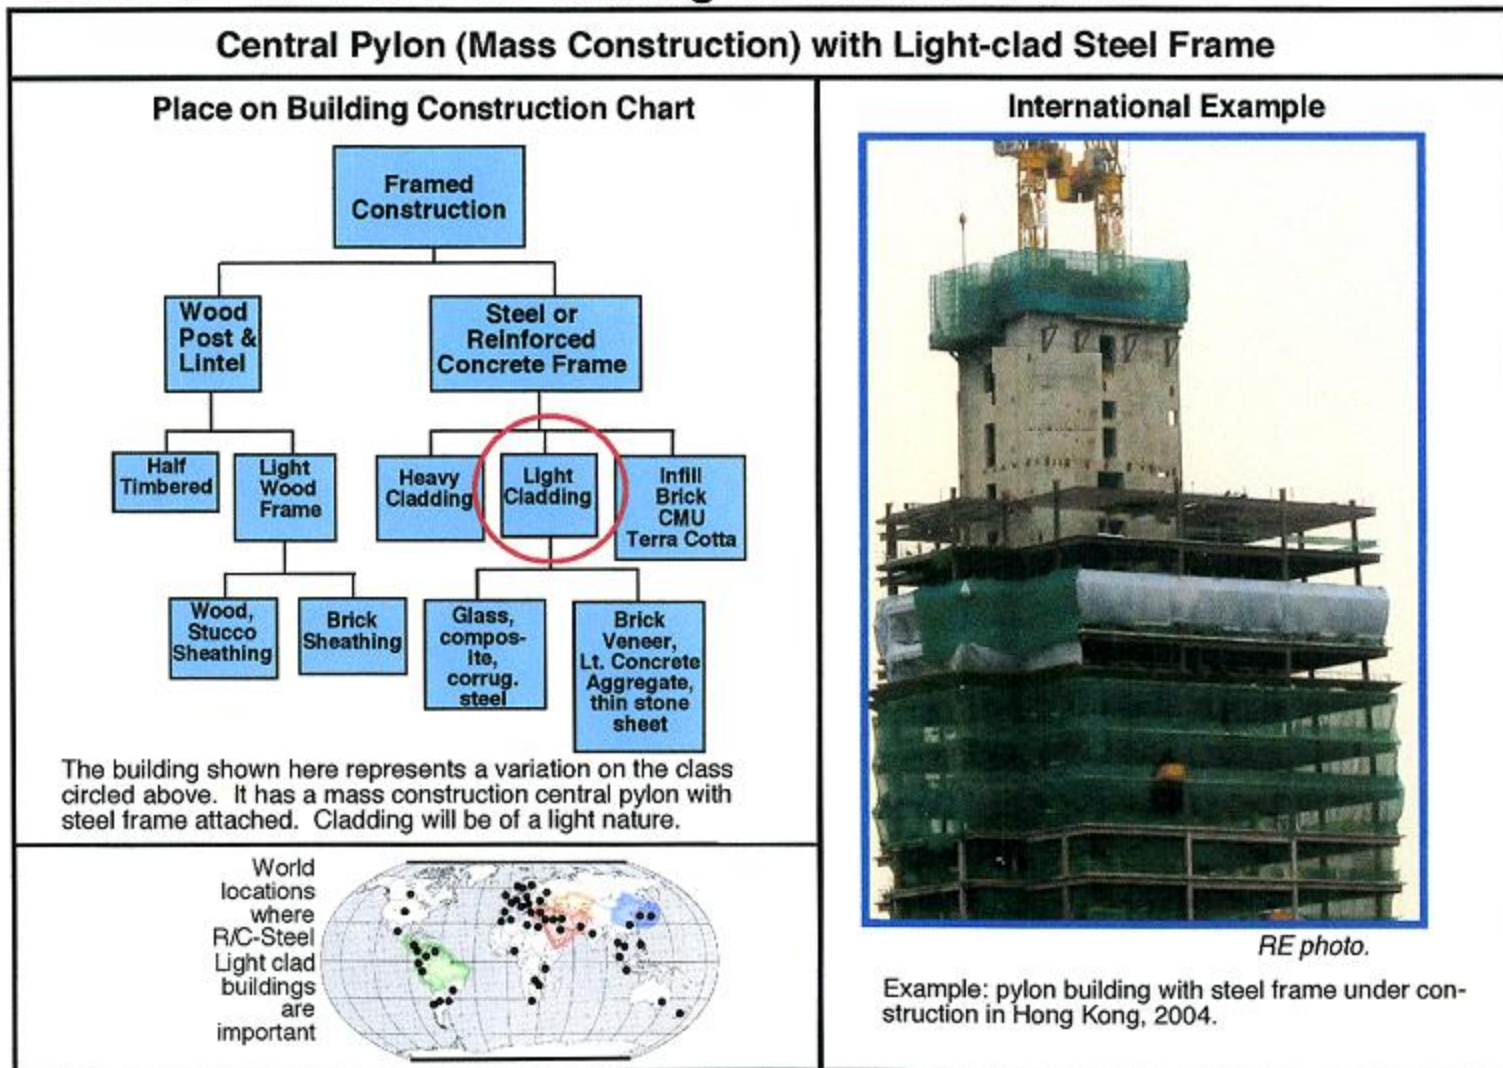 Central Pylon (Mass Construction) with Light-clad Steel Frame
Place on Building Construction Chart
Framed
Construction
Wood
Post &
Lintel
Steel or
Reinforced
Concrete Frame
Half
Timbered
Light
Wood
Frame
Heavy
Cladding
Light
Cladding
Infill
Brick
CMU
Terra Cotta
Wood,
Stucco
Sheathing
Brick
Sheathing
Glass,
compos-
ite,
corrug.
steel
Brick
Veneer,
Lt. Concrete
Aggregate,
thin stone
sheet
The building shown here represents a variation on the class
circled above. It has a mass construction central pylon with
steel frame attached. Cladding will be of a light nature.
World
locations
where
R/C-Steel
Light clad
buildings
are
important
International Example
RE photo.
Example: pylon building with steel frame under con-
struction in Hong Kong, 2004.